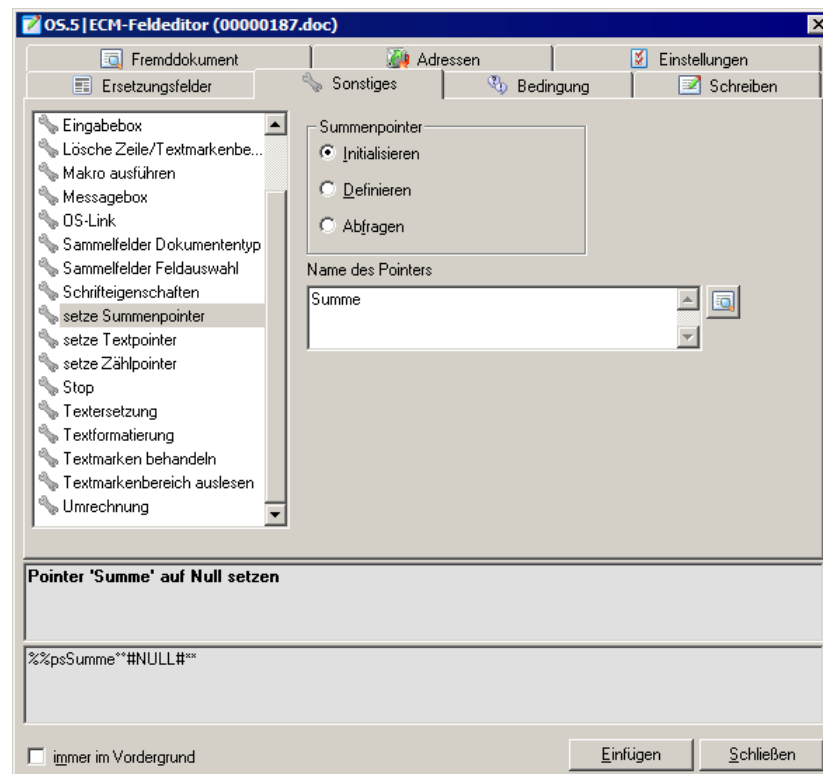 OS.5|ECM-Feldeditor (00000187.doc)
Fremddokument
Adressen
Einstellungen
Ersetzungsfelder
Sonstiges
Bedingung
Schreiben
Eingabebox
Lösche Zeile/Textmarkenbe...
Makro ausführen
Messagebox
OS-Link
Sammelfelder Dokumententyp
Sammelfelder Feldauswahl
Schrifteigenschaften
setze Summenpointer
setze Textpointer
setze Zählpointer
Stop
Textersetzung
Textformatierung
Textmarken behandeln
Textmarkenbereich auslesen
Umrechnung
Summenpointer
Initialisieren
Definieren
Abfragen
Name des Pointers
Summe
Pointer 'Summe' auf Null setzen
%%psSumme**#NULL#**
immer im Vordergrund
Einfügen
Schließen